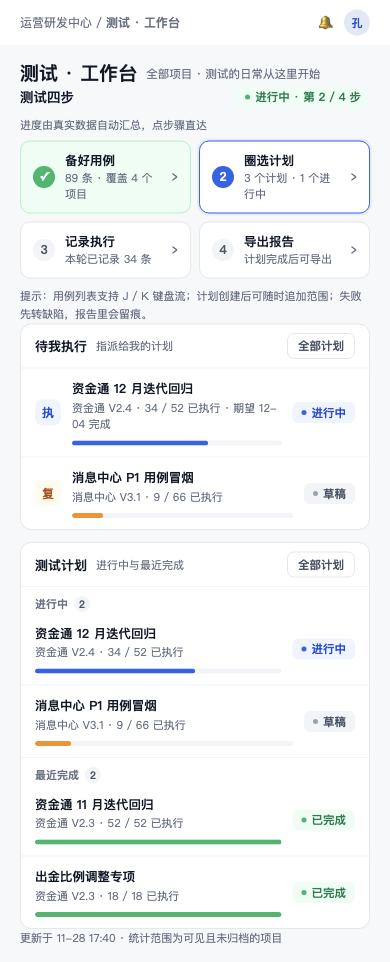 运营研发中心 / 测试 · 工作台
孔
测试 · 工作台 全部项目 · 测试的日常从这里开始
测试四步
进行中 · 第 2 / 4 步
进度由真实数据自动汇总，点步骤直达
备好用例
89 条 · 覆盖 4 个
项目
2
圈选计划
3 个计划 · 1 个进
行中
3
记录执行
本轮已记录 34 条
4
导出报告
计划完成后可导出
提示：用例列表支持 J / K 键盘流；计划创建后可随时追加范围；失败
先转缺陷，报告里会留痕。
待我执行 指派给我的计划
全部计划
执
资金通 12 月迭代回归
资金通 V2.4 · 34 / 52 已执行 · 期望 12-
04 完成
进行中
复
消息中心 P1 用例冒烟
消息中心 V3.1 · 9 / 66 已执行
草稿
测试计划 进行中与最近完成
全部计划
进行中 2
资金通 12 月迭代回归
资金通 V2.4 · 34 / 52 已执行
进行中
消息中心 P1 用例冒烟
消息中心 V3.1 · 9 / 66 已执行
草稿
最近完成 2
资金通 11 月迭代回归
资金通 V2.3 · 52 / 52 已执行
已完成
出金比例调整专项
资金通 V2.3 · 18 / 18 已执行
已完成
更新于 11-28 17:40 · 统计范围为可见且未归档的项目